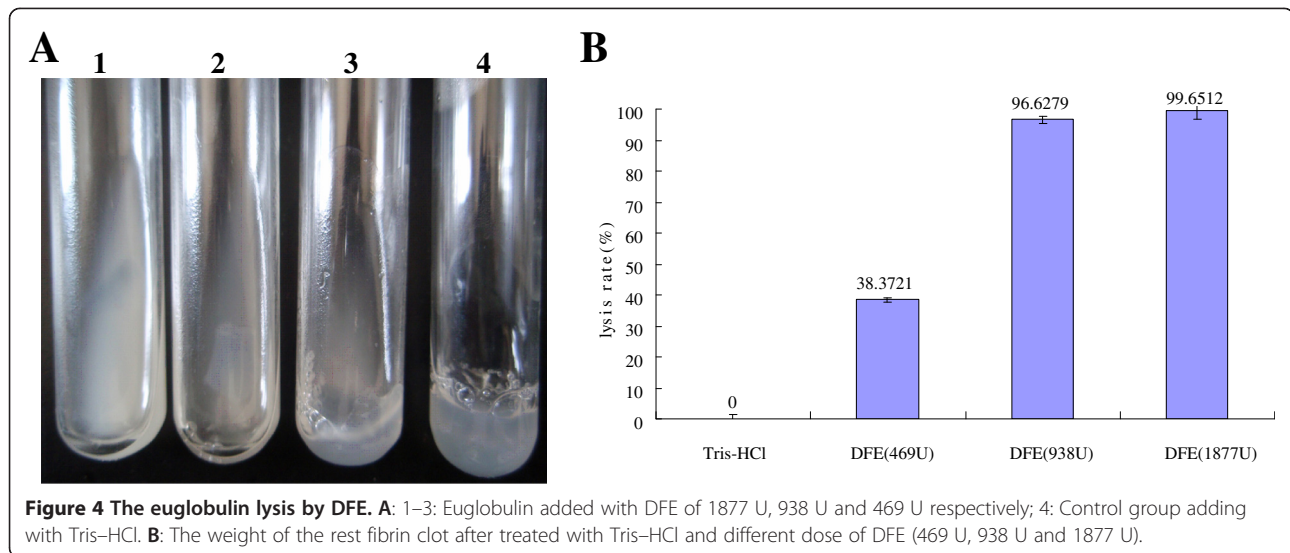 A
1 2 3 4
B
lysis rate(%)
100
90
80
70
60
50
40
30
20
10
0
0
38.3721
96.6279
99.6512
Tris-HCl DFE(469U) DFE(938U) DFE(1877U)
Figure 4 The euglobulin lysis by DFE. A: 1–3: Euglobulin added with DFE of 1877 U, 938 U and 469 U respectively; 4: Control group adding
with Tris–HCl. B: The weight of the rest fibrin clot after treated with Tris–HCl and different dose of DFE (469 U, 938 U and 1877 U).